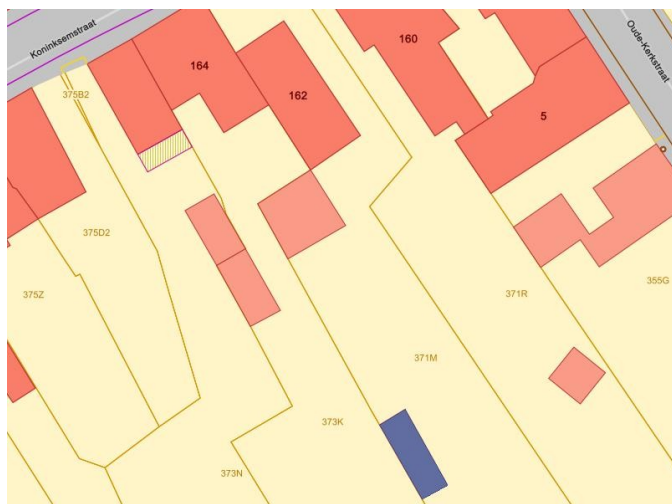 Koninksemstraat
Oude-Kerkstraat
160
164
162
5
375B2
375D2
375Z
371R
355G
371M
373K
373N